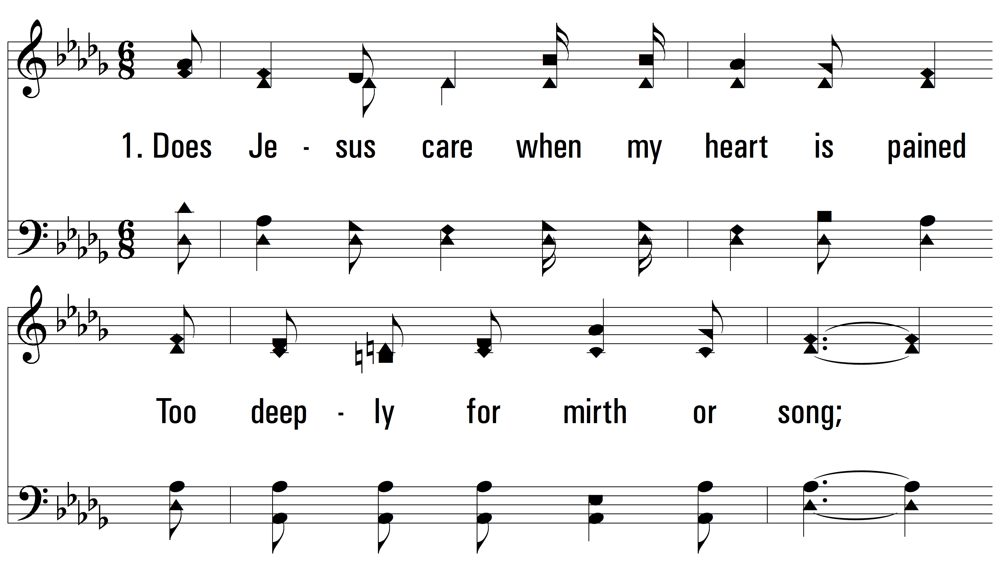 1. Does Je - sus care when my heart is pained
Too deep - ly for mirth or song;